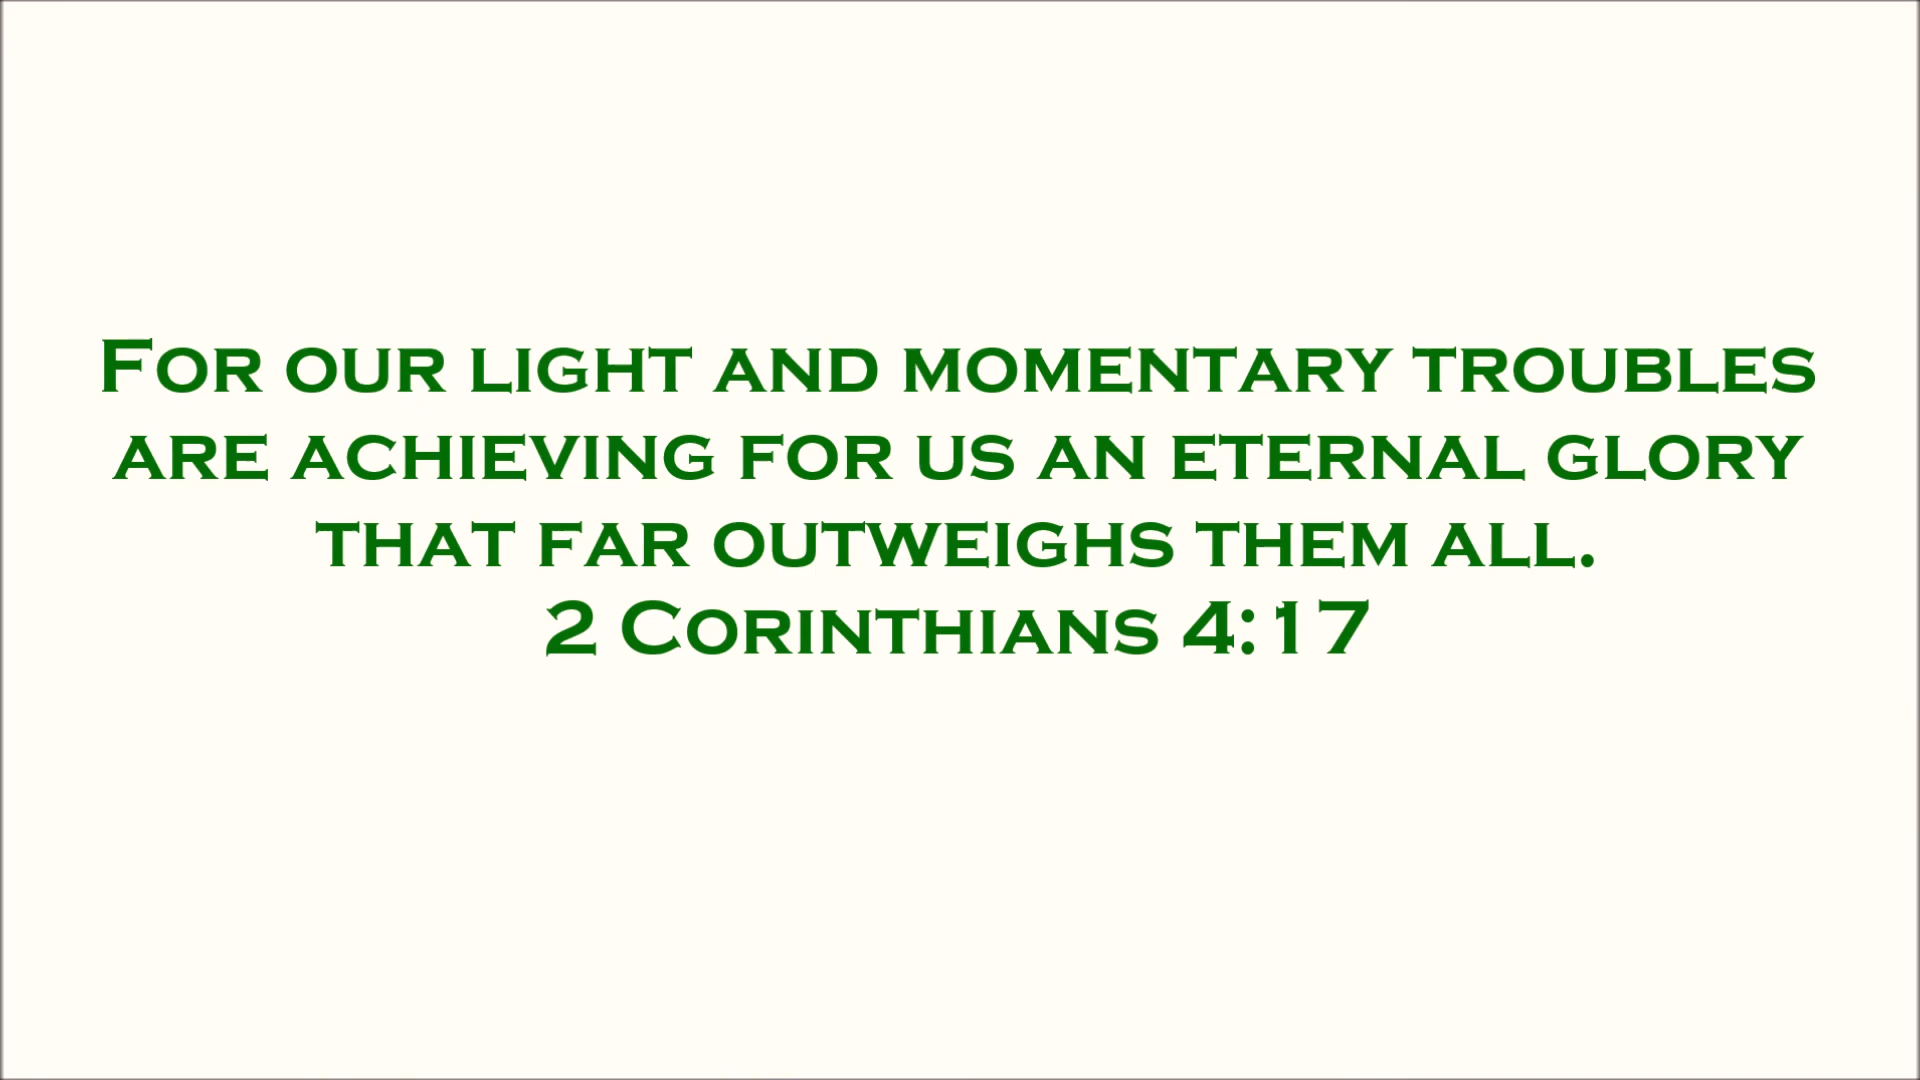 For our light and momentary troubles
are achieving for us an eternal glory
that far outweighs them all.
2 Corinthians 4:17